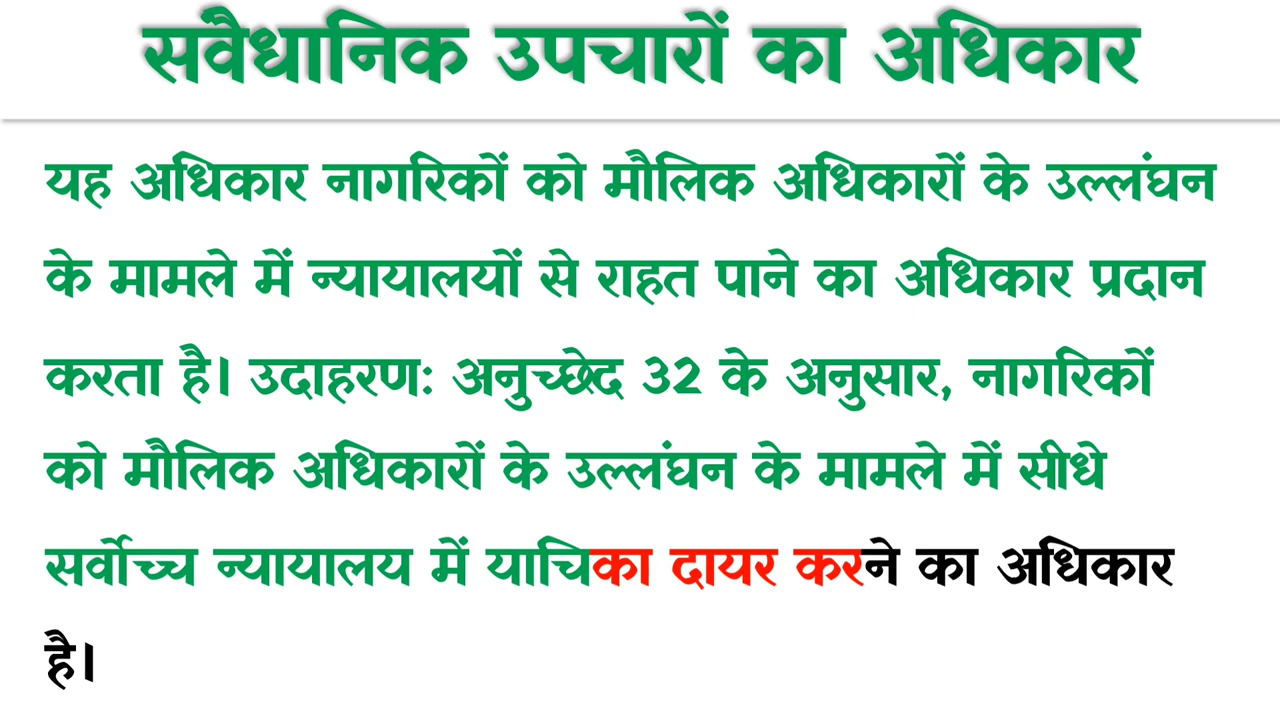 सवैधानिक उपचारों का अधिकार
यह अधिकार नागरिकों को मौलिक अधिकारों के उल्लंघन
के मामले में न्यायालयों से राहत पाने का अधिकार प्रदान
करता है। उदाहरण: अनुच्छेद 32 के अनुसार, नागरिकों
को मौलिक अधिकारों के उल्लंघन के मामले में सीधे
सर्वोच्च न्यायालय में याचिका दायर करने का अधिकार
है।